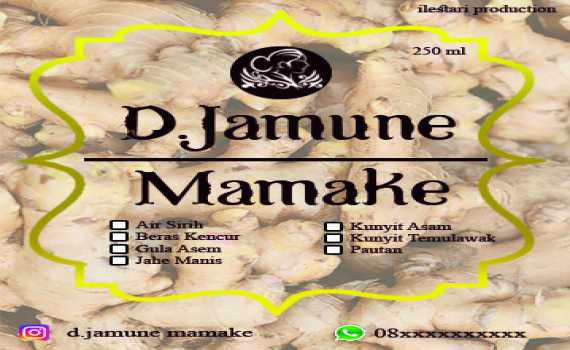 ilestari production
250 ml
D.Jamune
Mamake
Air Sirih
Beras Kencur
Gula Asem
Jahe Manis
Kunyit Asam
Kunyit Temulawak
Pautan
d.jamune mamake
08xxxxxxxxxx